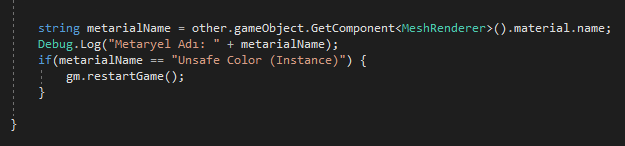 string metarialName = other.gameObject.GetComponent<MeshRenderer>().material.name;
Debug.Log("Metaryel Adı: " + metarialName);
if(metarialName == "Unsafe Color (Instance)") {
gm.restartGame();
}
}